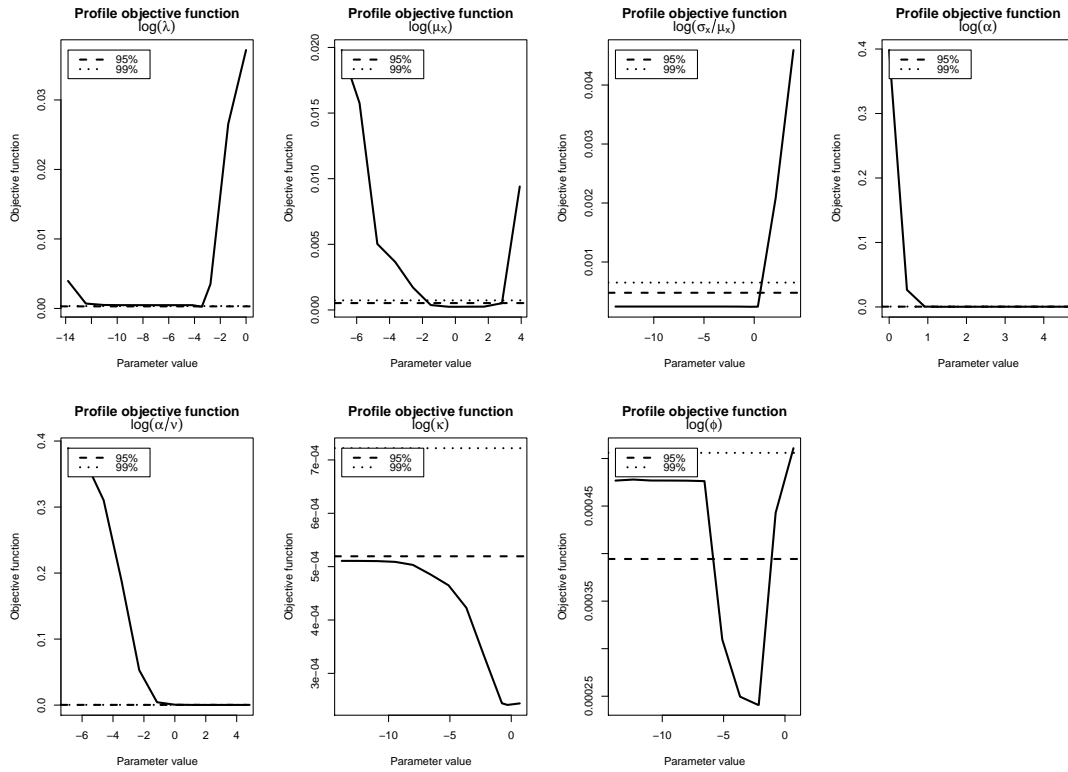 Profile objective function
log(λ)
95%
99%
Objective function
0.00
0.01
0.02
0.03
−14
−10
−8
−6
−4
−2
0
Parameter value
Profile objective function
log(μX)
95%
99%
Objective function
0.000
0.005
0.010
0.015
0.020
−6
−4
−2
0
2
4
Parameter value
Profile objective function
log(σx/μx)
95%
99%
Objective function
0.001
0.002
0.003
0.004
−10
−5
0
Parameter value
Profile objective function
log(α)
95%
99%
Objective function
0.0
0.1
0.2
0.3
0.4
0
1
2
3
4
Parameter value
Profile objective function
log(α/ν)
95%
99%
Objective function
0.0
0.1
0.2
0.3
0.4
−6
−4
−2
0
2
4
Parameter value
Profile objective function
log(κ)
95%
99%
Objective function
3e−04
4e−04
5e−04
6e−04
7e−04
−10
−5
0
Parameter value
Profile objective function
log(ϕ)
95%
99%
Objective function
0.00025
0.00035
0.00045
−10
−5
0
Parameter value